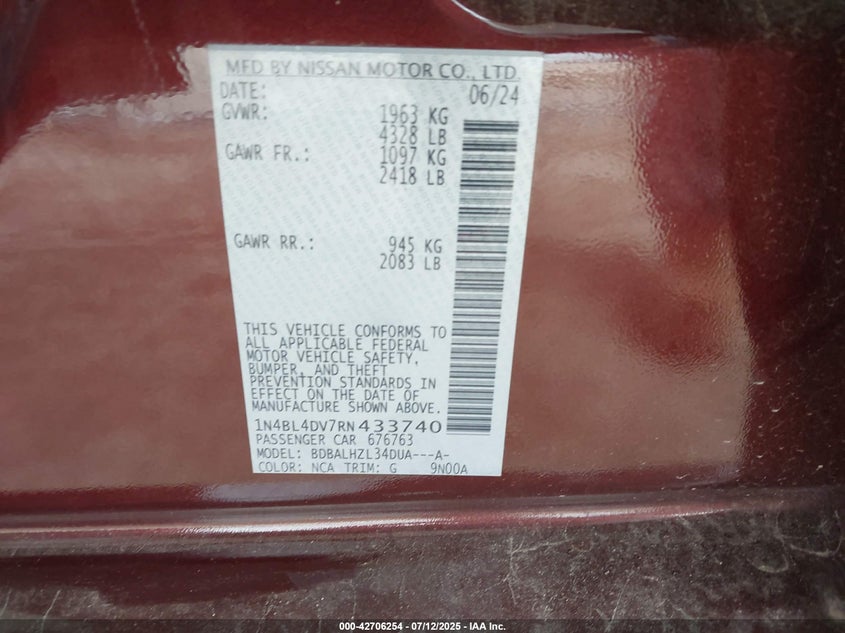 MFD BY NISSAN MOTOR CO., LTD.
DATE: 06/24
GVWR: 1963 KG
4328 LB
GAWR FR.: 1097 KG
2418 LB
GAWR RR.: 945 KG
2083 LB
THIS VEHICLE CONFORMS TO
ALL APPLICABLE FEDERAL
MOTOR VEHICLE SAFETY,
BUMPER, AND THEFT
PREVENTION STANDARDS IN
EFFECT ON THE DATE OF
MANUFACTURE SHOWN ABOVE.
1N4BL4DV7RN433740
PASSENGER CAR 676763
MODEL: BDBALHZL34DUA---A-
COLOR: NCA TRIM: G 9N00A
000-42706254 - 07/12/2025 - IAA Inc.